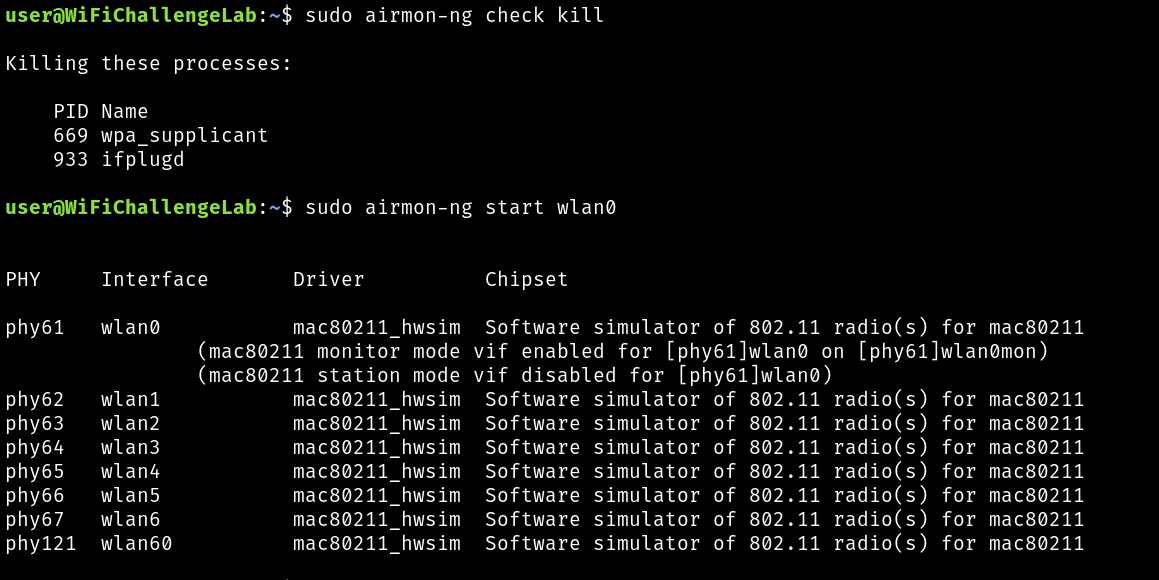 user@WiFiChallengeLab:~$ sudo airmon-ng check kill
Killing these processes:
PID Name
669 wpa_supplicant
933 ifplugd
user@WiFiChallengeLab:~$ sudo airmon-ng start wlan0
PHY Interface Driver Chipset
phy61 wlan0 mac80211_hwsim Software simulator of 802.11 radio(s) for mac80211
(mac80211 monitor mode vif enabled for [phy61]wlan0 on [phy61]wlan0mon)
(mac80211 station mode vif disabled for [phy61]wlan0)
phy62 wlan1 mac80211_hwsim Software simulator of 802.11 radio(s) for mac80211
phy63 wlan2 mac80211_hwsim Software simulator of 802.11 radio(s) for mac80211
phy64 wlan3 mac80211_hwsim Software simulator of 802.11 radio(s) for mac80211
phy65 wlan4 mac80211_hwsim Software simulator of 802.11 radio(s) for mac80211
phy66 wlan5 mac80211_hwsim Software simulator of 802.11 radio(s) for mac80211
phy67 wlan6 mac80211_hwsim Software simulator of 802.11 radio(s) for mac80211
phy121 wlan60 mac80211_hwsim Software simulator of 802.11 radio(s) for mac80211